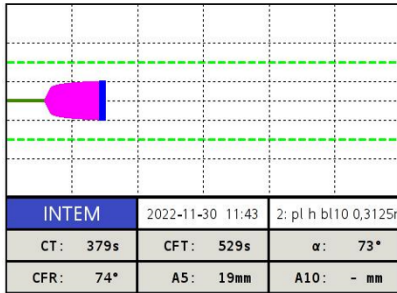 INTEM 2022-11-30 11:43 2: pl h bl10 0,3125
CT: 379s CFT: 529s α: 73°
CFR: 74° A5: 19mm A10: - mm